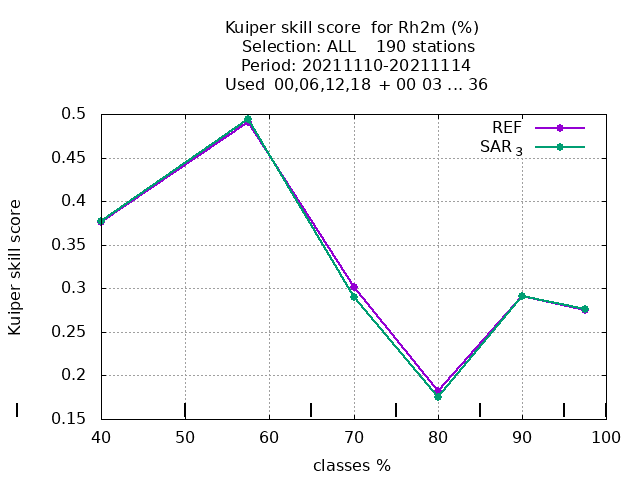 Kuiper skill score for Rh2m (%)
Selection: ALL 190 stations
Period: 20211110-20211114
Used 00,06,12,18 + 00 03 ... 36
REF
SAR 3
0.5
0.45
0.4
0.35
0.3
0.25
0.2
0.15
Kuiper skill score
40 50 60 70 80 90 100
classes %